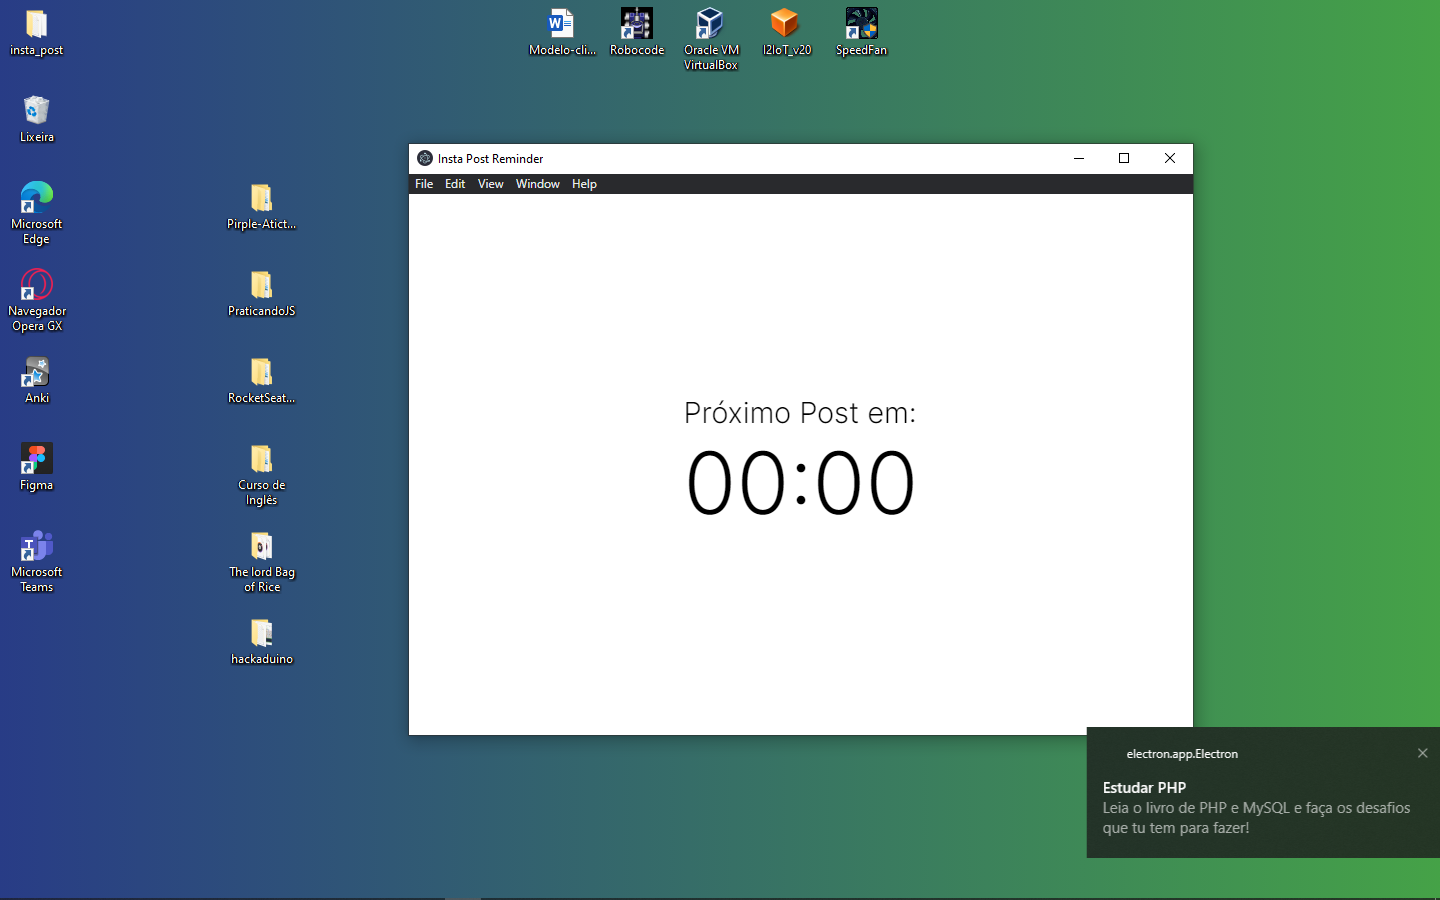 insta_post
Lixeira
Microsoft
Edge
Navegador
Opera GX
Anki
Figma
Microsoft
Teams
Pirple-Atict...
PraticandoJS
RocketSeat...
Curso de
Inglês
The lord Bag
of Rice
hackaduino
Modelo-cli...
Robocode
Oracle VM
VirtualBox
I2IoT_v20
SpeedFan
Insta Post Reminder
File Edit View Window Help
Próximo Post em:
00:00
electron.app.Electron
Estudar PHP
Leia o livro de PHP e MySQL e faça os desafios
que tu tem para fazer!